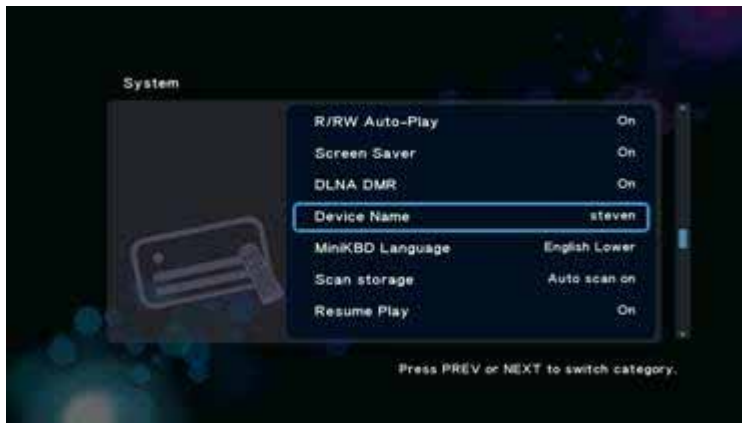 System
R/RW Auto-Play On
Screen Saver On
DLNA DMR On
Device Name steven
MiniKBD Language English Lower
Scan storage Auto scan on
Resume Play On
Press PREV or NEXT to switch category.